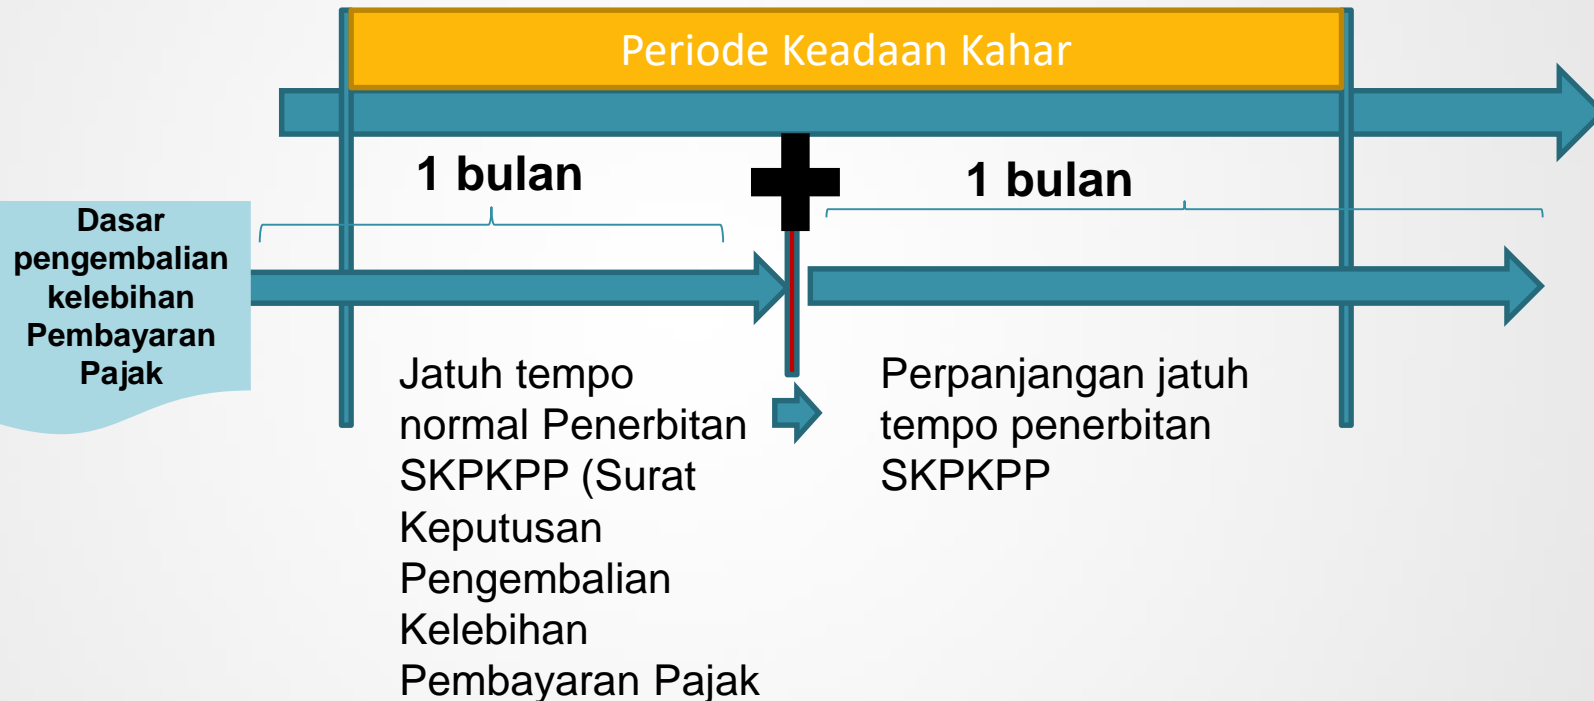 Periode Keadaan Kahar
1 bulan
1 bulan
Dasar
pengembalian
kelebihan
Pembayaran
Pajak
Jatuh tempo
normal Penerbitan
SKPKPP (Surat
Keputusan
Pengembalian
Kelebihan
Pembayaran Pajak
Perpanjangan jatuh
tempo penerbitan
SKPKPP